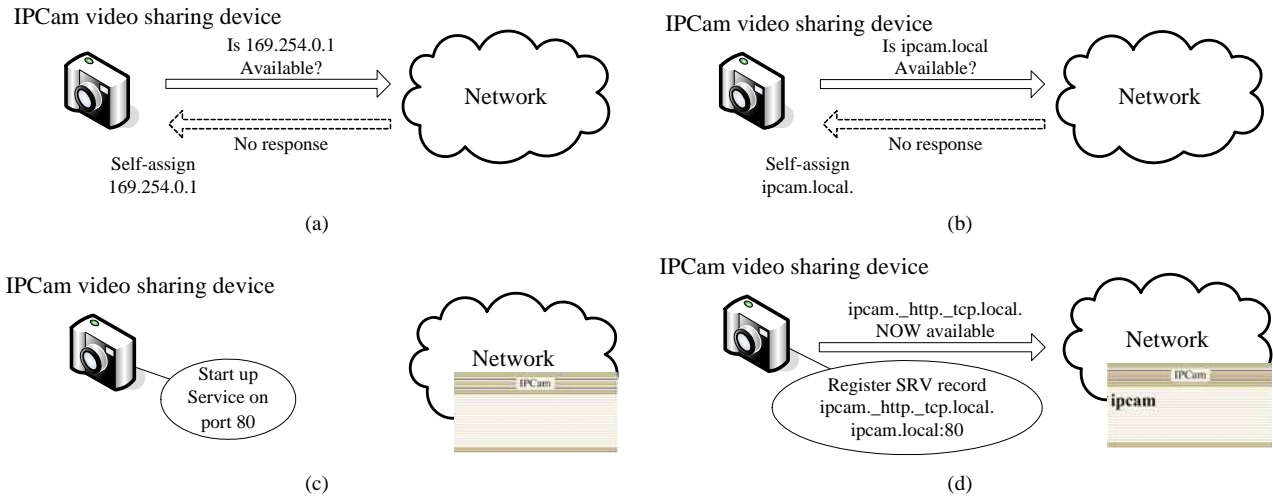 IPCam video sharing device
Is 169.254.0.1
Available?
Network
No response
Self-assign
169.254.0.1
(a)
IPCam video sharing device
Is ipcam.local
Available?
Network
No response
Self-assign
ipcam.local.
(b)
IPCam video sharing device
Start up
Service on
port 80
Network
IPCam
(c)
IPCam video sharing device
ipcam._http._tcp.local.
NOW available
Network
Register SRV record
ipcam._http._tcp.local.
ipcam.local:80
IPCam
ipcam
(d)